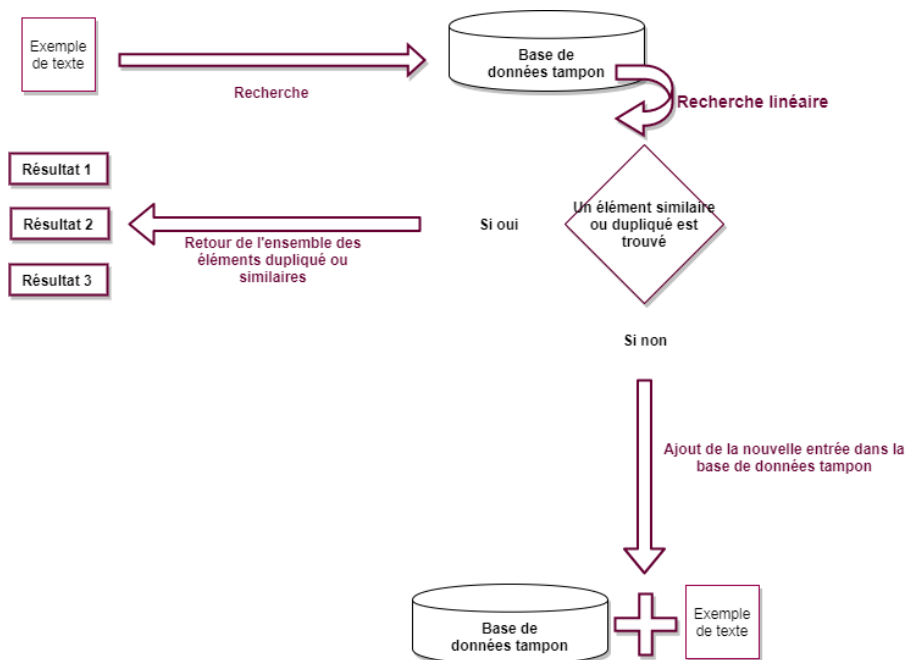 Exemple
de texte
Base de
données tampon
Recherche
Recherche linéaire
Résultat 1
Un élément similaire
ou dupliqué est
trouvé
Résultat 2
Si oui
Retour de l'ensemble des
éléments dupliqué ou
similaires
Résultat 3
Si non
Ajout de la nouvelle entrée dans la
base de données tampon
Base de
données tampon
Exemple
de texte